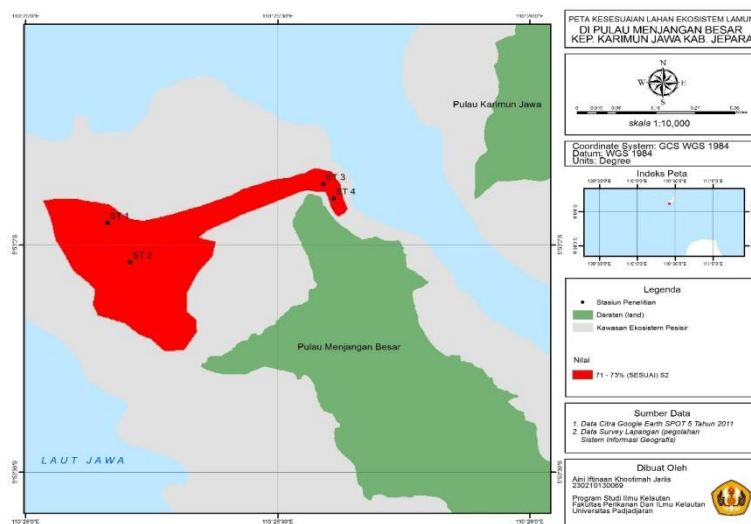 PETA KESESUAIAN LAHAN EKOSISTEM LAMUN
DI PULAU MENJANGAN BESAR
KEP. KARIMUN JAWA KAB. JEPARA
N
W
E
S
skala 1:10,000
Coordinate System: GCS WGS 1984
Datum: WGS 1984
Units: Degree
Indeks Peta
Legenda
Stasiun Penelitian
Daratan (land)
Kawasan Ekosistem Pesisir
Nilai
71 - 73% (SESUAI) S2
Sumber Data
1. Data Citra Google Earth SPOT 5 Tahun 2011
2. Data Survey Lapangan (pegolahan
Sistem Informasi Geografis)
Dibuat Oleh
Aini Iftinaan Khootimah Jarlis
230210130069
Program Studi Ilmu Kelautan
Fakultas Perikanan Dan Ilmu Kelautan
Universitas Padjadjaran
Pulau Karimun Jawa
ST 3
ST 4
ST 1
ST 2
Pulau Menjangan Besar
LAUT JAWA